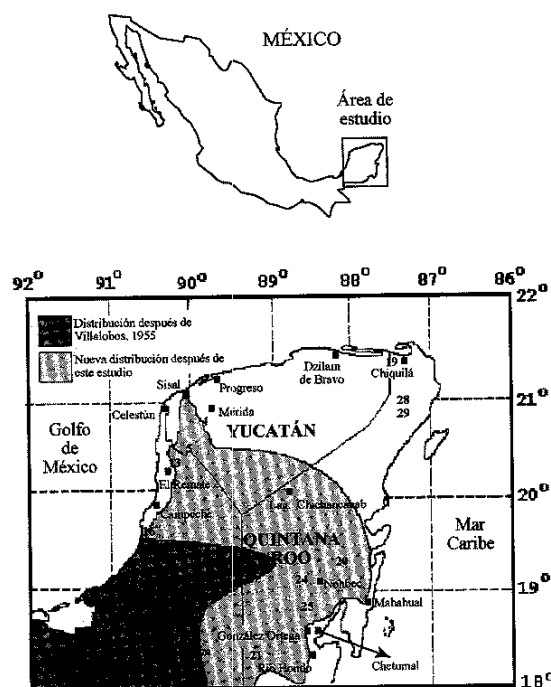 MÉXICO
Área de
estudio
92° 91° 90° 89° 88° 87° 86°
22°
Distribución después de
Villalobos, 1955
Nueva distribución después de
este estudio
19
Sisal
Progreso
Dzilam
de Bravo
Chiquilá
21°
Celestún
Mérida
28
29
YUCATÁN
Golfo
de
México
El Remate
20°
Lag. Chichancanab
Campeche
Mar
Caribe
QUINTANA
ROO
24
Nohbec
19°
25
Mahahual
González Ortega
21
Río Hondo
Chetumal
18°